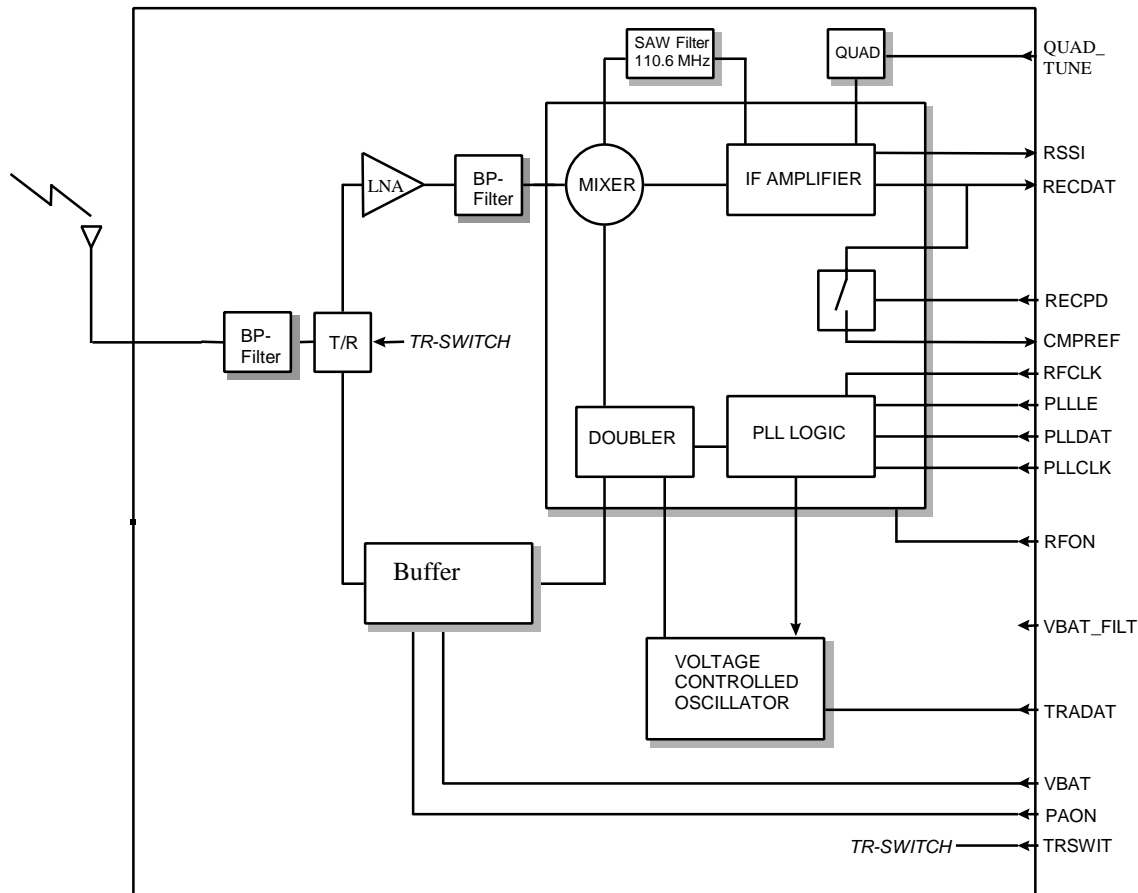 SAW Filter
110.6 MHz
QUAD
QUAD_
TUNE
RSSI
LNA
BP-
Filter
MIXER
IF AMPLIFIER
RECDAT
RECPD
BP-
Filter
T/R
TR-SWITCH
CMPREF
RFCLK
PLLLE
DOUBLER
PLL LOGIC
PLLDAT
PLLCLK
RFON
Buffer
VBAT_FILT
VOLTAGE
CONTROLLED
OSCILLATOR
TRADAT
VBAT
PAON
TR-SWITCH
TRSWIT